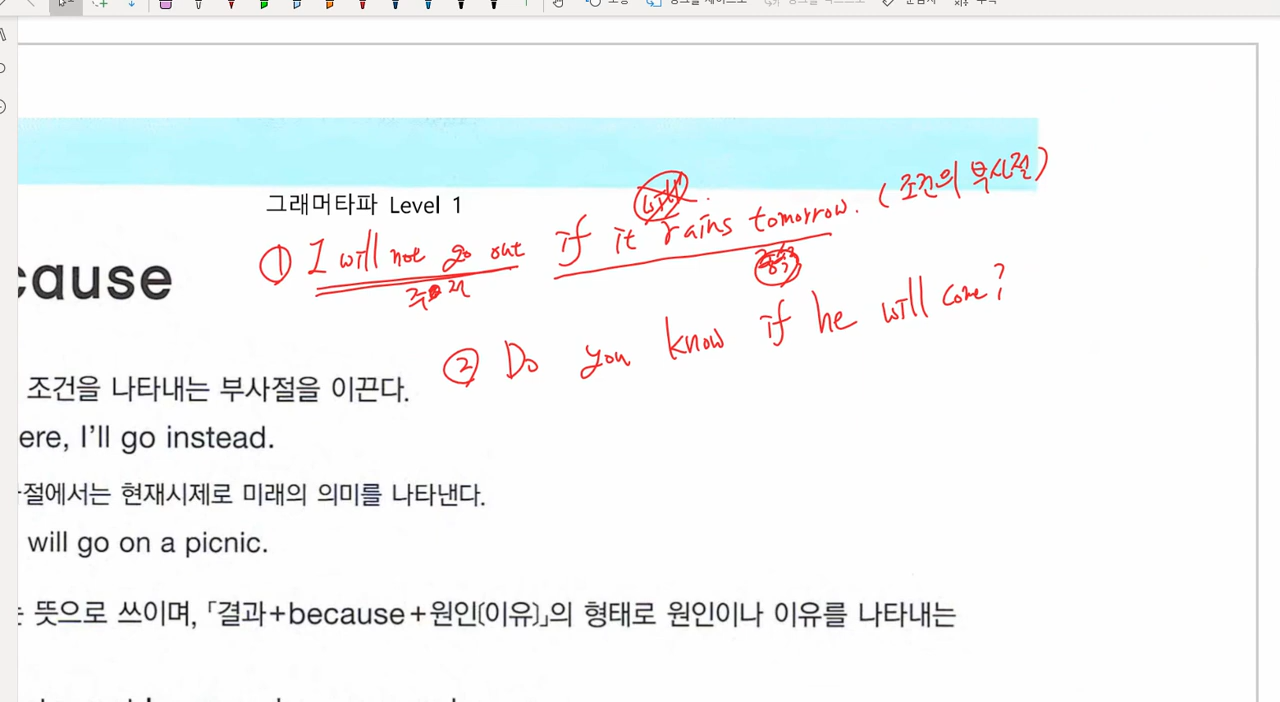 그래머타파 Level 1
will
① I will not go out if it rains tomorrow. (조건의 부사절)
주절
② Do you know if he will come?
cause
조건을 나타내는 부사절을 이끈다.
ere, I'll go instead.
절에서는 현재시제로 미래의 의미를 나타낸다.
will go on a picnic.
뜻으로 쓰이며, 「결과+because+원인(이유)」의 형태로 원인이나 이유를 나타내는